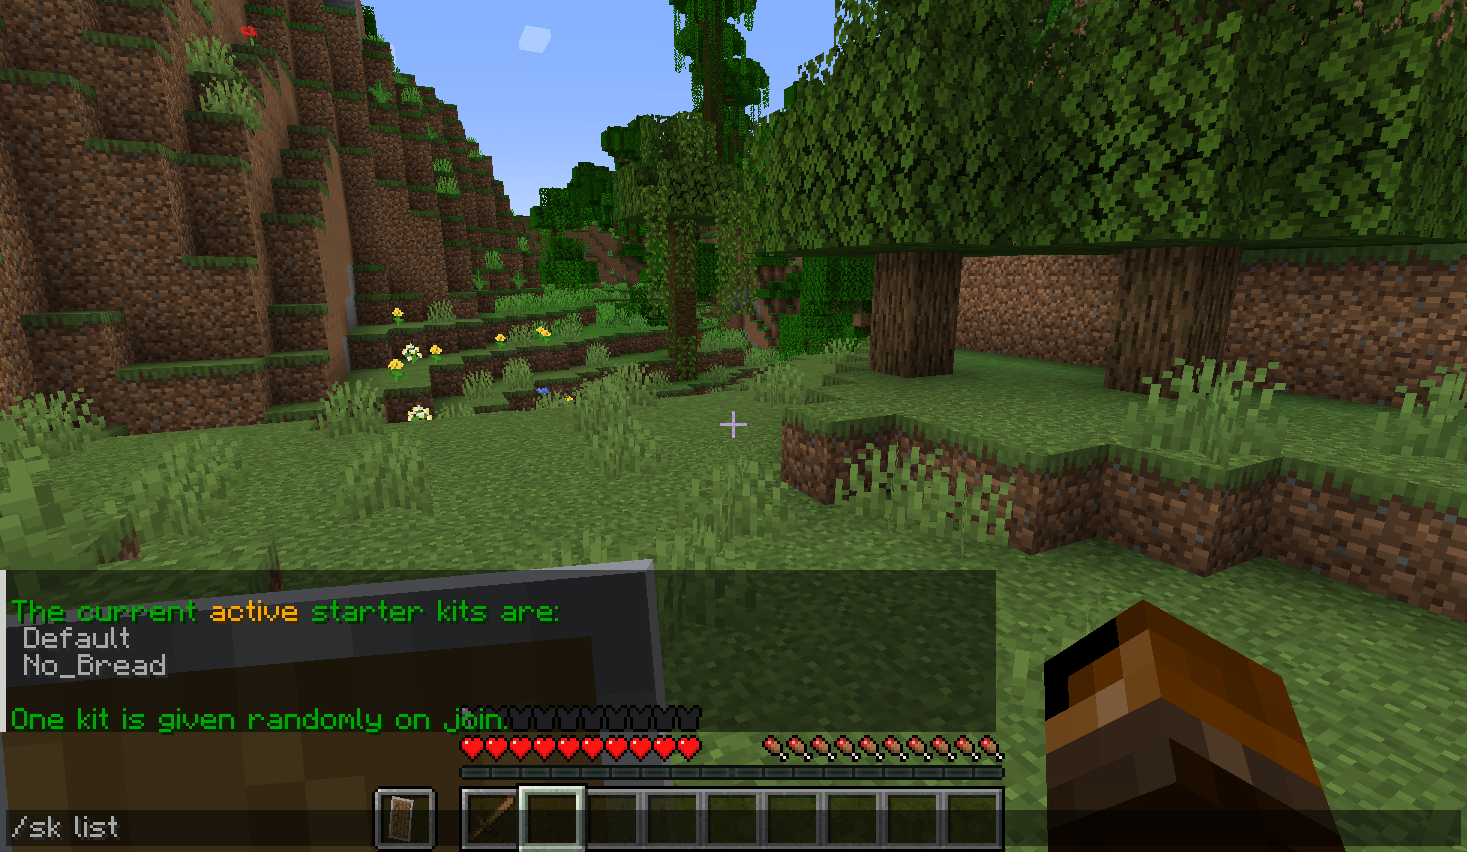 The current active starter kits are:
Default
No_Bread
One kit is given randomly on join.
/sk list